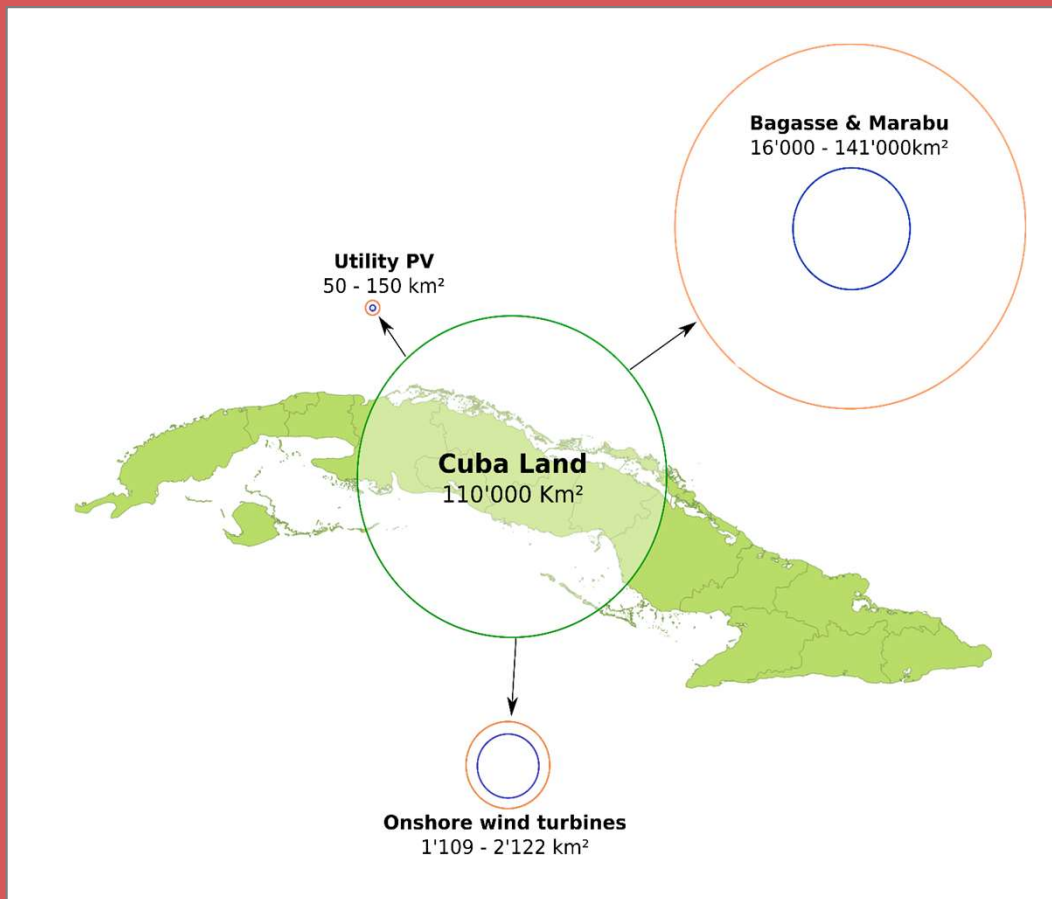 Bagasse & Marabu
16'000 - 141'000km²
Utility PV
50 - 150 km²
Cuba Land
110'000 Km²
Onshore wind turbines
1'109 - 2'122 km²